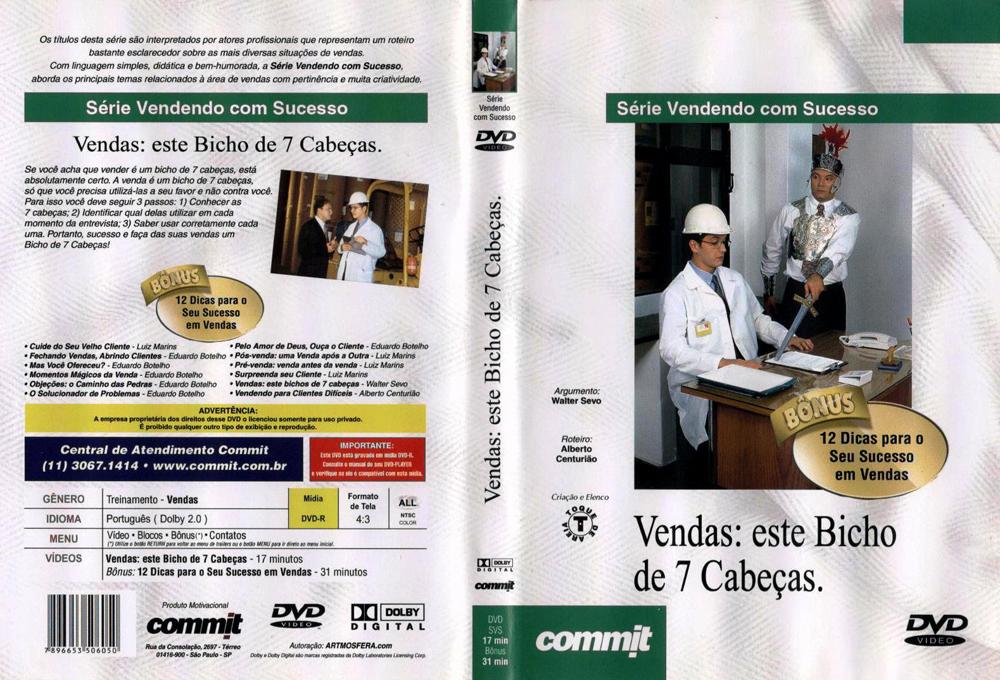 Os títulos desta série são interpretados por atores profissionais que representam um roteiro
bastante esclarecedor sobre as mais diversas situações de vendas.
Com linguagem simples, didática e bem-humorada, a Série Vendendo com Sucesso,
aborda os principais temas relacionados à área de vendas com pertinência e muita criatividade.
Série Vendendo com Sucesso
Vendas: este Bicho de 7 Cabeças.
Se você acha que vender é um bicho de 7 cabeças, está
absolutamente certo. A venda é um bicho de 7 cabeças,
só que você precisa utilizá-las a seu favor e não contra você.
Para isso você deve seguir 3 passos: 1) Conhecer as
7 cabeças; 2) Identificar qual delas utilizar em cada
momento da entrevista; 3) Saber usar corretamente cada
uma. Portanto, sucesso e faça das suas vendas um
Bicho de 7 Cabeças!
BÔNUS
12 Dicas para o
Seu Sucesso
em Vendas
• Cuide do Seu Velho Cliente - Luiz Marins
• Fechando Vendas, Abrindo Clientes - Eduardo Botelho
• Mas Você Ofereceu? - Eduardo Botelho
• Momentos Mágicos da Venda - Eduardo Botelho
• Objeções: o Caminho das Pedras - Eduardo Botelho
• O Solucionador de Problemas - Eduardo Botelho
• Pelo Amor de Deus, Ouça o Cliente - Eduardo Botelho
• Pós-venda: uma Venda após a Outra - Luiz Marins
• Pré-venda: venda antes da venda - Luiz Marins
• Surpreenda seu Cliente - Luiz Marins
• Vendas: este bichos de 7 cabeças - Walter Sevo
• Vendendo para Clientes Difíceis - Alberto Centurião
ADVERTÊNCIA:
A empresa proprietária dos direitos desse DVD o licenciou somente para uso privado.
É proibido qualquer outro tipo de exibição e reprodução.
Central de Atendimento Commit
(11) 3067.1414 • www.commit.com.br
IMPORTANTE:
Este DVD está gravado em mídia DVD-R.
Consulte o manual do seu DVD-PLAYER
e verifique se ele é compatível com esta mídia.
GÊNERO Treinamento - Vendas
IDIOMA Português ( Dolby 2.0 )
MENU Vídeo • Blocos • Bônus(*) • Contatos
(*) Utilize o botão RETURN para voltar ao menu de trailers ou o botão MENU para ir direto ao menu inicial.
VÍDEOS Vendas: este Bicho de 7 Cabeças - 17 minutos
Bônus: 12 Dicas para o Seu Sucesso em Vendas - 31 minutos
Mídia
DVD-R
Formato
de Tela
4:3
ALL
NTSC
COLOR
7 896653 506050
Produto Motivacional
commit
Rua da Consolação, 2697 - Térreo
01416-900 - São Paulo - SP
DVD
VIDEO
DOLBY
DIGITAL
Autoração: ARTMOSFERA.com
Dolby e Dolby Digital são marcas registradas da Dolby Laboratories Licensing Corp.
Série
Vendendo
com Sucesso
DVD
VIDEO
Vendas: este Bicho de 7 Cabeças.
DOLBY
DIGITAL
commit
DVD
SVS
17 min
Bônus
31 min
Série Vendendo com Sucesso
Argumento:
Walter Sevo
Roteiro:
Alberto
Centurião
Criação e Elenco
TOQUE DE AREIA
T
BÔNUS
12 Dicas para o
Seu Sucesso
em Vendas
Vendas: este Bicho
de 7 Cabeças.
commit
DVD
VIDEO